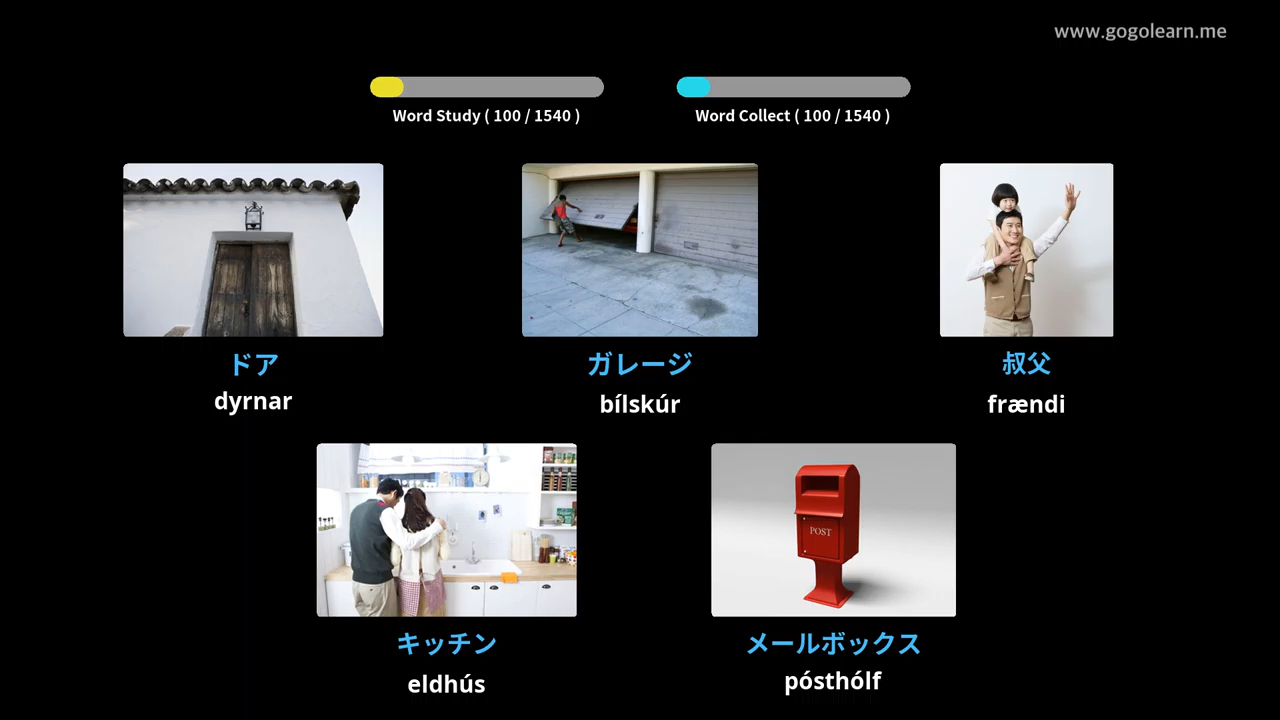 www.gogolearn.me
Word Study ( 100 / 1540 )
Word Collect ( 100 / 1540 )
ドア
dyrnar
ガレージ
bílskúr
叔父
frændi
POST
キッチン
eldhús
メールボックス
pósthólf